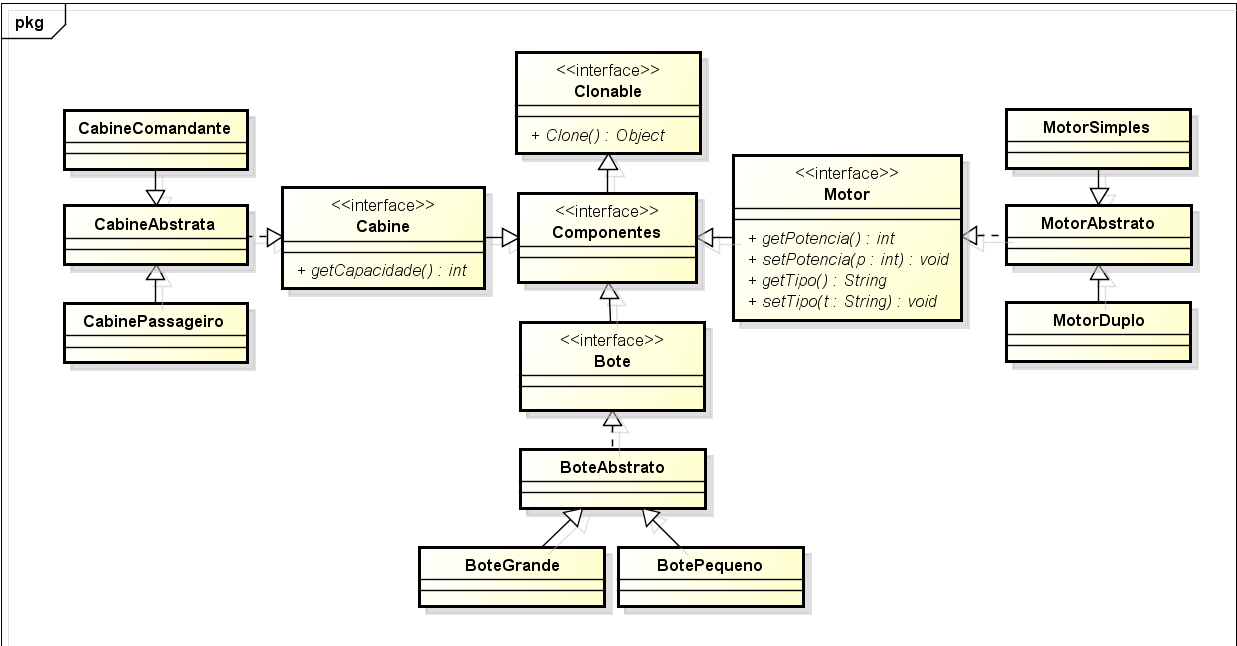 pkg
<<interface>>
Clonable
+ Clone() : Object
CabineComandante
CabineAbstrata
CabinePassageiro
<<interface>>
Cabine
+ getCapacidade() : int
<<interface>>
Componentes
<<interface>>
Motor
+ getPotencia() : int
+ setPotencia(p : int) : void
+ getTipo() : String
+ setTipo(t : String) : void
MotorSimples
MotorAbstrato
MotorDuplo
<<interface>>
Bote
BoteAbstrato
BoteGrande
BotePequeno